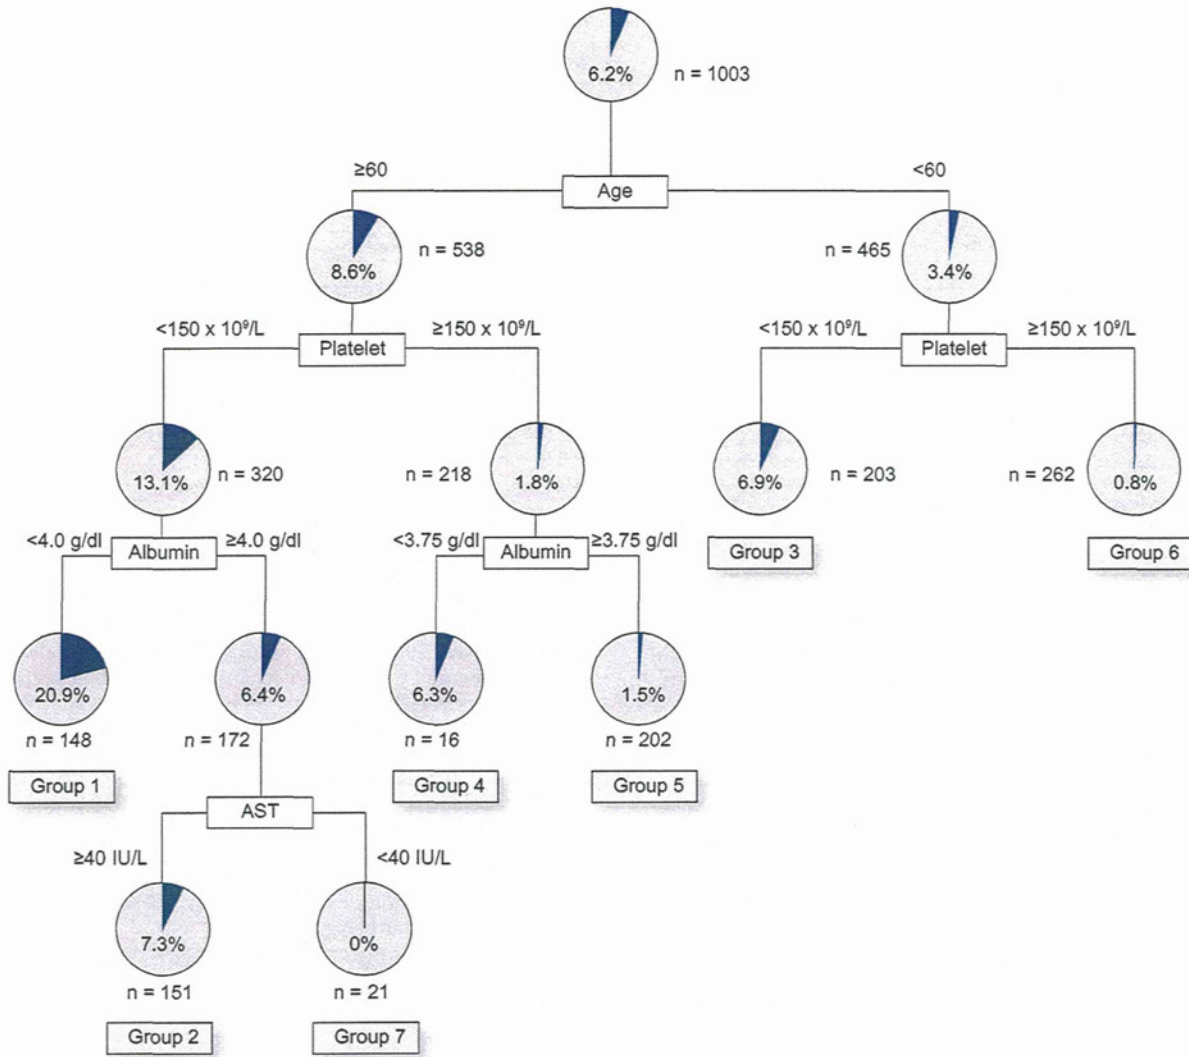 6.2%
n = 1003
≥60
<60
Age
8.6%
n = 538
n = 465
3.4%
<150 x 10⁹/L
≥150 x 10⁹/L
<150 x 10⁹/L
≥150 x 10⁹/L
Platelet
Platelet
13.1%
n = 320
n = 218
1.8%
6.9%
n = 203
n = 262
0.8%
<4.0 g/dl
≥4.0 g/dl
<3.75 g/dl
≥3.75 g/dl
Albumin
Albumin
Group 3
Group 6
20.9%
6.4%
6.3%
1.5%
n = 148
n = 172
n = 16
n = 202
Group 1
Group 4
Group 5
AST
≥40 IU/L
<40 IU/L
7.3%
0%
n = 151
n = 21
Group 2
Group 7